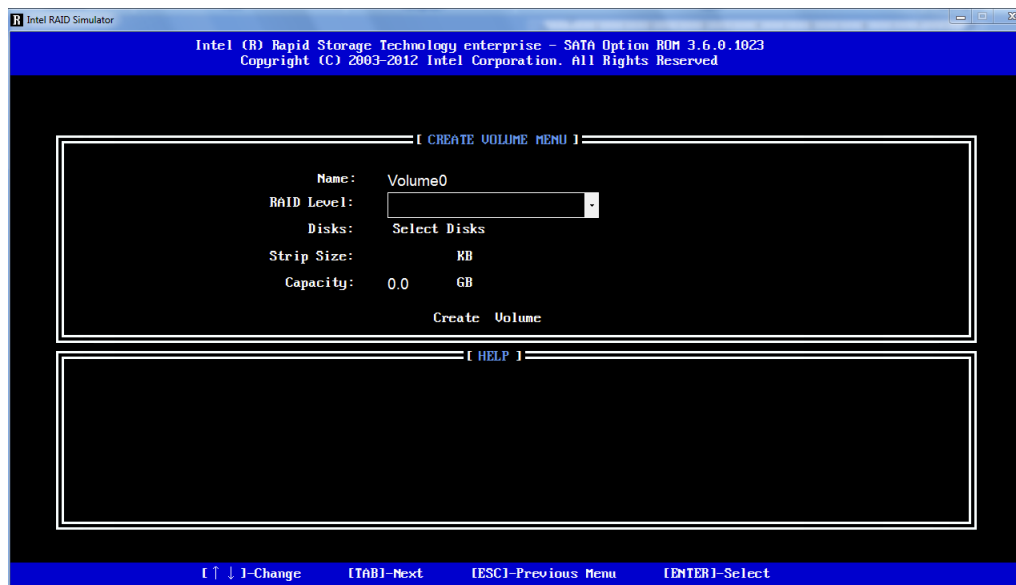 R Intel RAID Simulator
Intel (R) Rapid Storage Technology enterprise - SATA Option ROM 3.6.0.1023
Copyright (C) 2003-2012 Intel Corporation. All Rights Reserved
[ CREATE VOLUME MENU ]
Name: Volume0
RAID Level:
Disks: Select Disks
Strip Size: KB
Capacity: 0.0 GB
Create Volume
[ HELP ]
[↑↓]-Change [TAB]-Next [ESC]-Previous Menu [ENTER]-Select